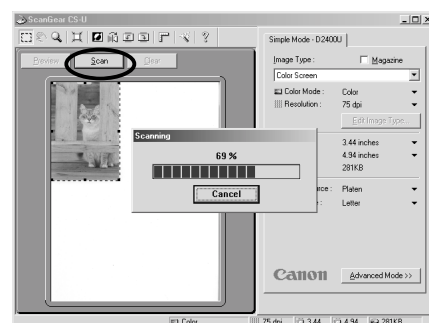 ScanGear CS-U
Simple Mode - D2400U
Preview
Scan
Clear
Image Type :
Magazine
Color Screen
Color Mode :
Color
Resolution :
75 dpi
Edit Image Type...
Scanning
69 %
Cancel
3.44 inches
4.94 inches
281KB
Platen
Letter
Canon
Advanced Mode >>
Color
75 dpi
3.44
4.94
281KB